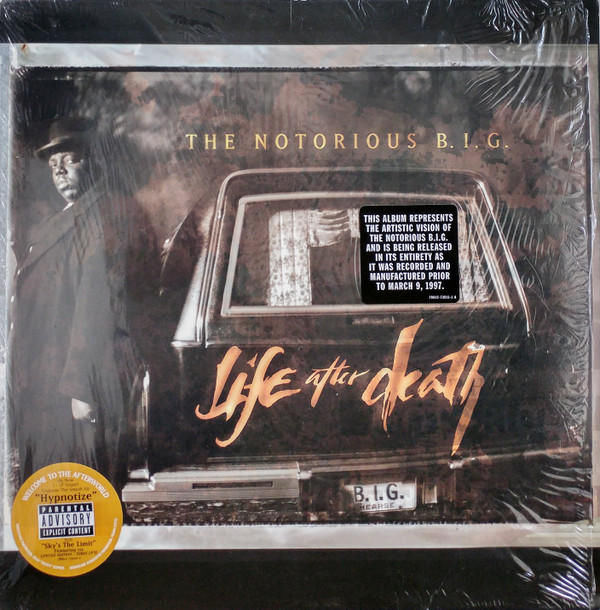 THE NOTORIOUS B.I.G.
THIS ALBUM REPRESENTS
THE ARTISTIC VISION OF
THE NOTORIOUS B.I.G.
AND IS BEING RELEASED
IN ITS ENTIRETY AS
IT WAS RECORDED AND
MANUFACTURED PRIOR
TO MARCH 9, 1997.
Life after death
B.I.G.
HEARSE
WELCOME TO THE AFTERWORLD
"Hypnotize"
PARENTAL
ADVISORY
EXPLICIT CONTENT
"Sky's The Limit"
Featuring